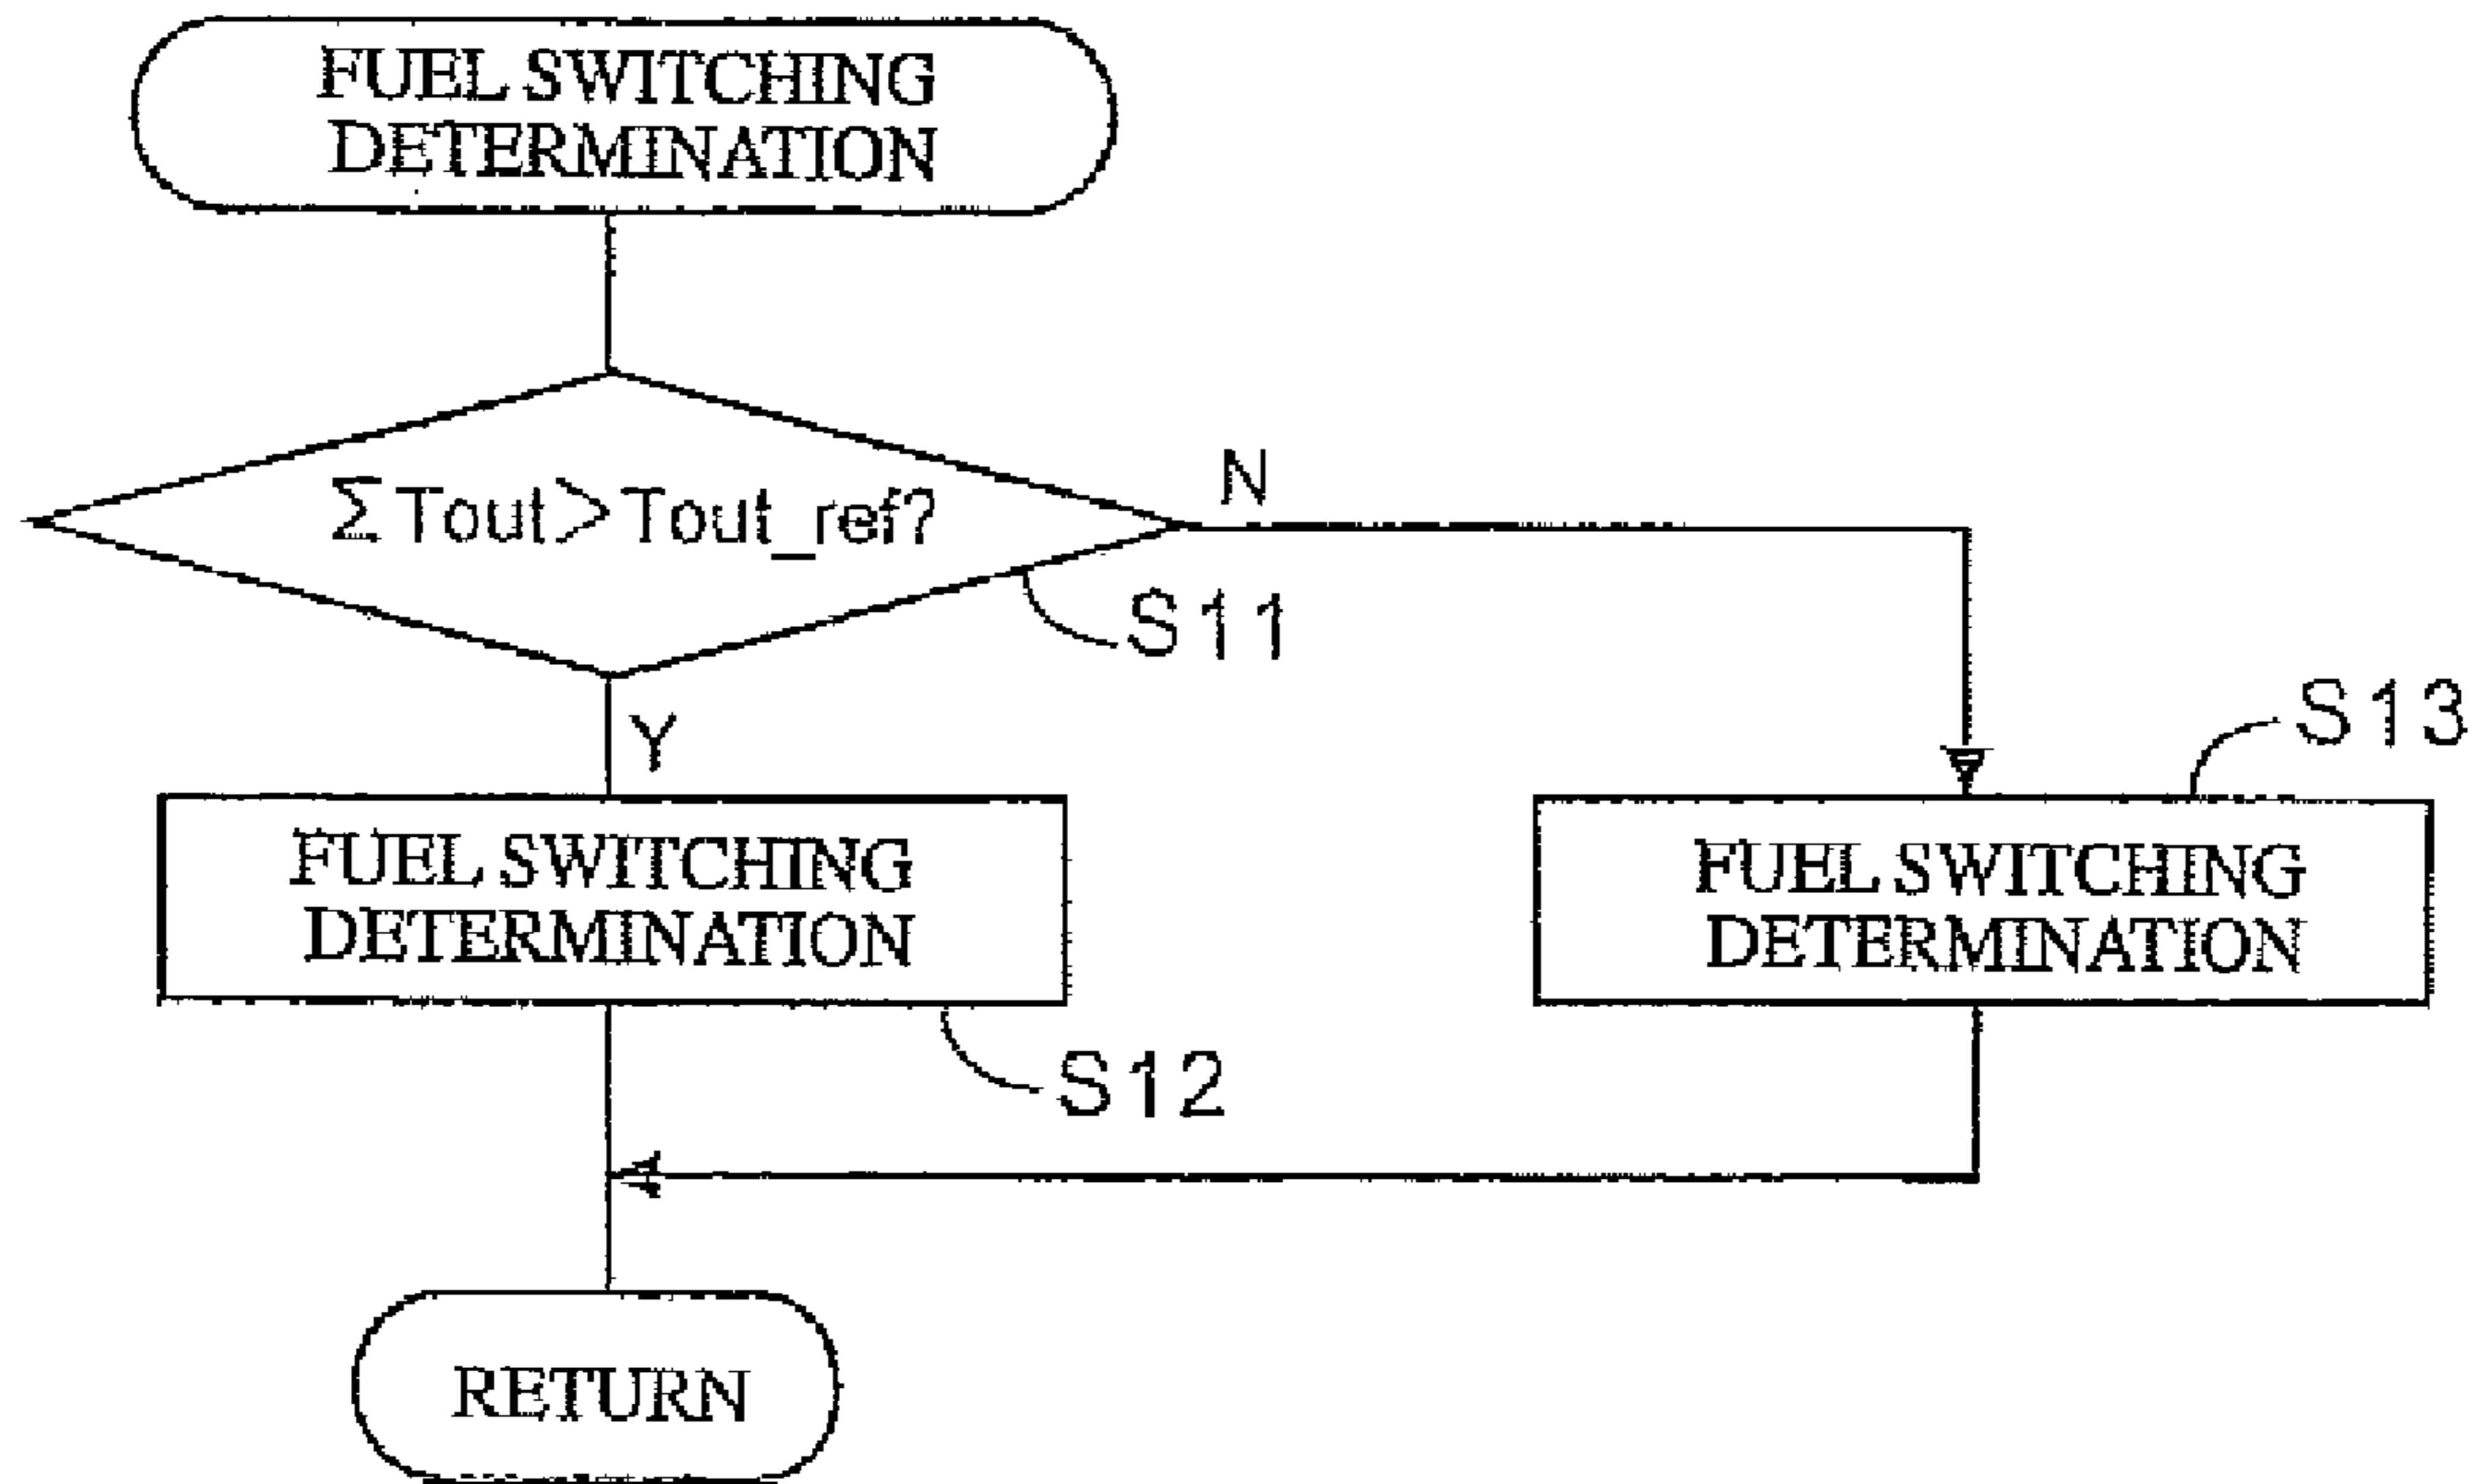 FUEL SWITCHING
DETERMINATION
ΣTout>Tout_ref?
N
S11
Y
S13
FUEL SWITCHING
DETERMINATION
FUEL SWITCHING
DETERMINATION
S12
RETURN